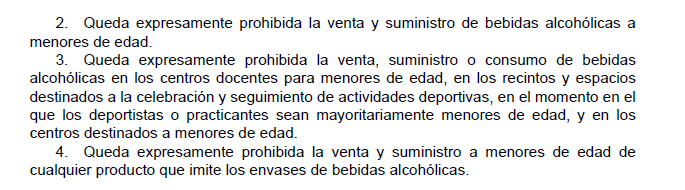 2. Queda expresamente prohibida la venta y suministro de bebidas alcohólicas a
menores de edad.
3. Queda expresamente prohibida la venta, suministro o consumo de bebidas
alcohólicas en los centros docentes para menores de edad, en los recintos y espacios
destinados a la celebración y seguimiento de actividades deportivas, en el momento en el
que los deportistas o practicantes sean mayoritariamente menores de edad, y en los
centros destinados a menores de edad.
4. Queda expresamente prohibida la venta y suministro a menores de edad de
cualquier producto que imite los envases de bebidas alcohólicas.